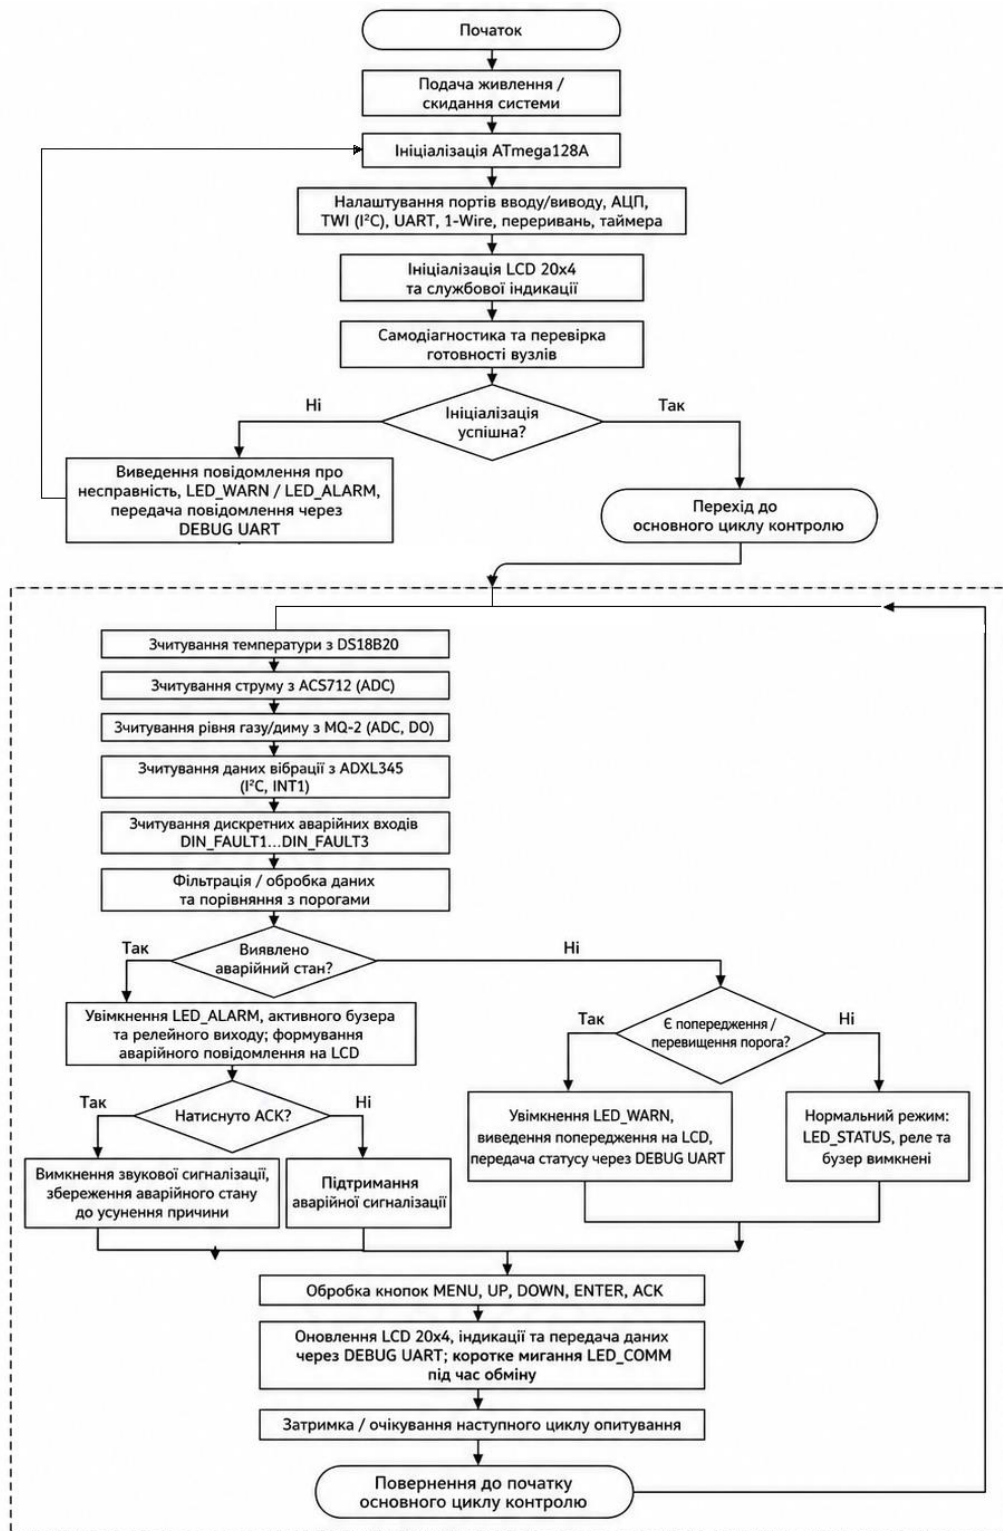 Початок
Подача живлення /
скидання системи
Ініціалізація ATmega128A
Налаштування портів вводу/виводу, АЦП,
TWI (I²C), UART, 1-Wire, переривань, таймера
Ініціалізація LCD 20x4
та службової індикації
Самодіагностика та перевірка
готовності вузлів
Ініціалізація
успішна?
Ні
Так
Виведення повідомлення про
несправність, LED_WARN / LED_ALARM,
передача повідомлення через
DEBUG UART
Перехід до
основного циклу контролю
Зчитування температури з DS18B20
Зчитування струму з ACS712 (ADC)
Зчитування рівня газу/диму з MQ-2 (ADC, DO)
Зчитування даних вібрації з ADXL345
(I²C, INT1)
Зчитування дискретних аварійних входів
DIN_FAULT1...DIN_FAULT3
Фільтрація / обробка даних
та порівняння з порогами
Так
Виявлено
аварійний стан?
Ні
Увімкнення LED_ALARM, активного бузера
та релейного виходу; формування
аварійного повідомлення на LCD
Так
Є попередження /
перевищення порога?
Ні
Так
Натиснуто ACK?
Ні
Увімкнення LED_WARN,
виведення попередження на LCD,
передача статусу через DEBUG UART
Нормальний режим:
LED_STATUS, реле та
бузер вимкнені
Вимкнення звукової сигналізації,
збереження аварійного стану
до усунення причини
Підтримання
аварійної сигналізації
Обробка кнопок MENU, UP, DOWN, ENTER, ACK
Оновлення LCD 20x4, індикації та передача даних
через DEBUG UART; коротке мигання LED_COMM
під час обміну
Затримка / очікування наступного циклу опитування
Повернення до початку
основного циклу контролю